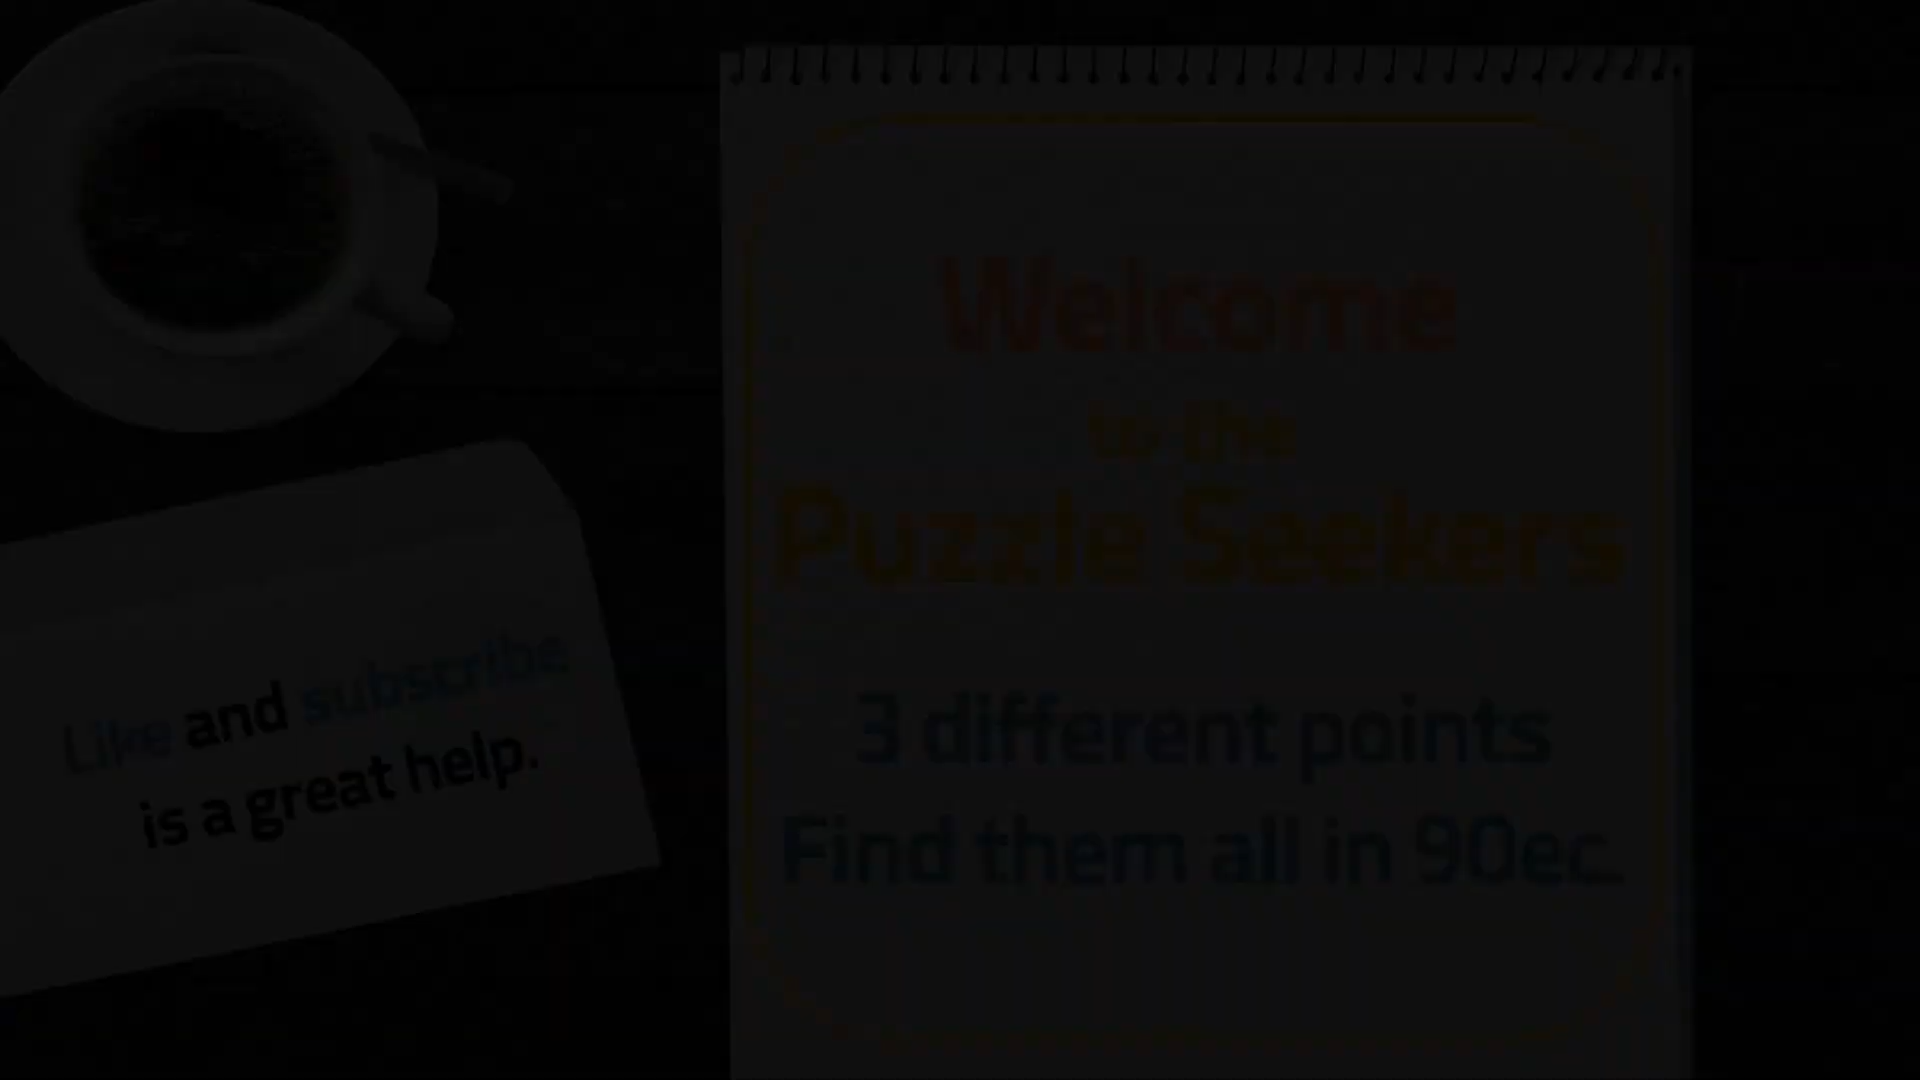 Welcome
to the
Puzzle Seekers
3 different points
Find them all in 90ec.
Like and subscribe
is a great help.